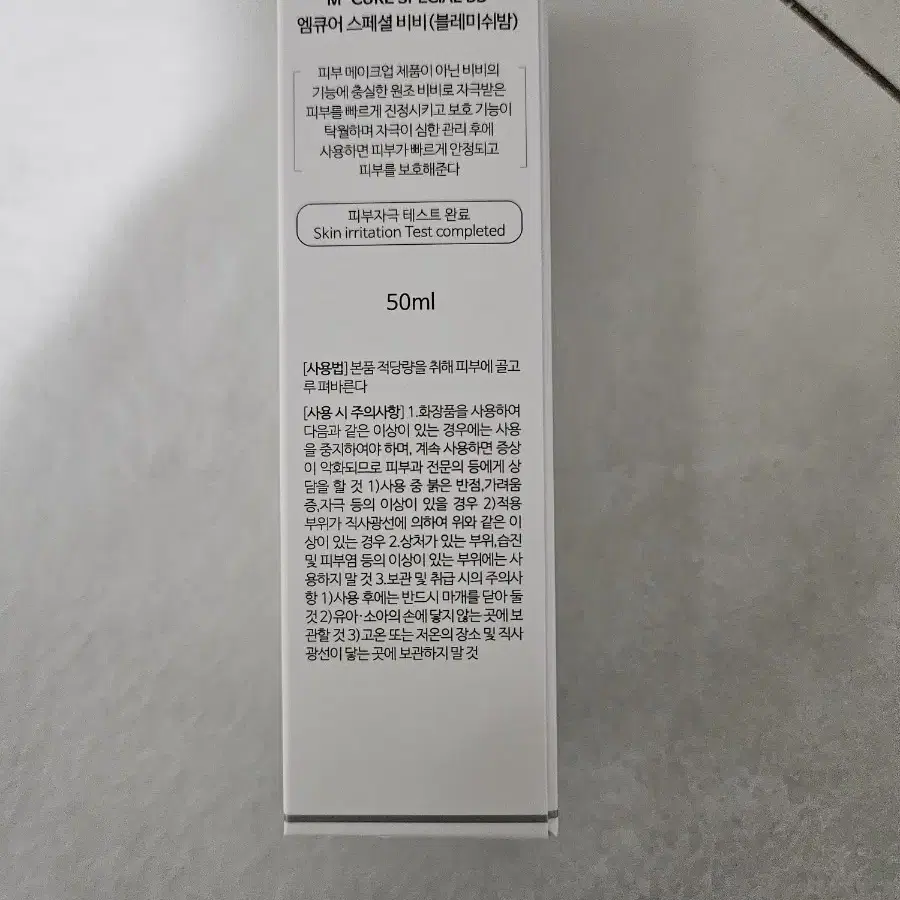 엠큐어 스페셜 비비(블레미쉬밤)
피부 메이크업 제품이 아닌 비비의
기능에 충실한 원조 비비로 자극받은
피부를 빠르게 진정시키고 보호 기능이
탁월하며 자극이 심한 관리 후에
사용하면 피부가 빠르게 안정되고
피부를 보호해준다
피부자극 테스트 완료
Skin irritation Test completed
50ml
[사용법] 본품 적당량을 취해 피부에 골고
루 펴바른다
[사용 시 주의사항] 1.화장품을 사용하여
다음과 같은 이상이 있는 경우에는 사용
을 중지하여야 하며, 계속 사용하면 증상
이 악화되므로 피부과 전문의 등에게 상
담을 할 것 1)사용 중 붉은 반점,가려움
증,자극 등의 이상이 있을 경우 2)적용
부위가 직사광선에 의하여 위와 같은 이
상이 있는 경우 2.상처가 있는 부위,습진
및 피부염 등의 이상이 있는 부위에는 사
용하지 말 것 3.보관 및 취급 시의 주의사
항 1)사용 후에는 반드시 마개를 닫아 둘
것 2)유아·소아의 손에 닿지 않는 곳에 보
관할 것 3)고온 또는 저온의 장소 및 직사
광선이 닿는 곳에 보관하지 말 것